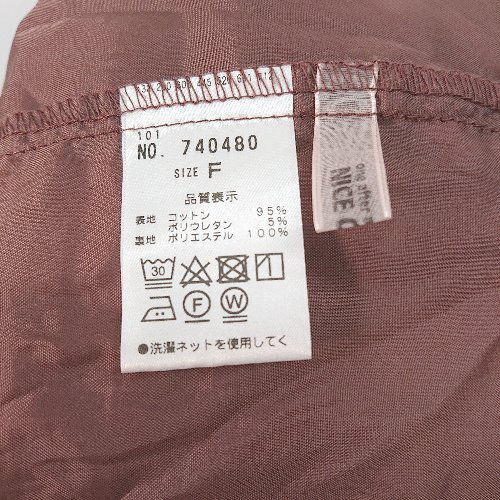 101
NO. 740480
SIZE F
品質表示
表地 コットン 95%
ポリウレタン 5%
裏地 ポリエステル 100%
30
F W
●洗濯ネットを使用してく
one after
NICE